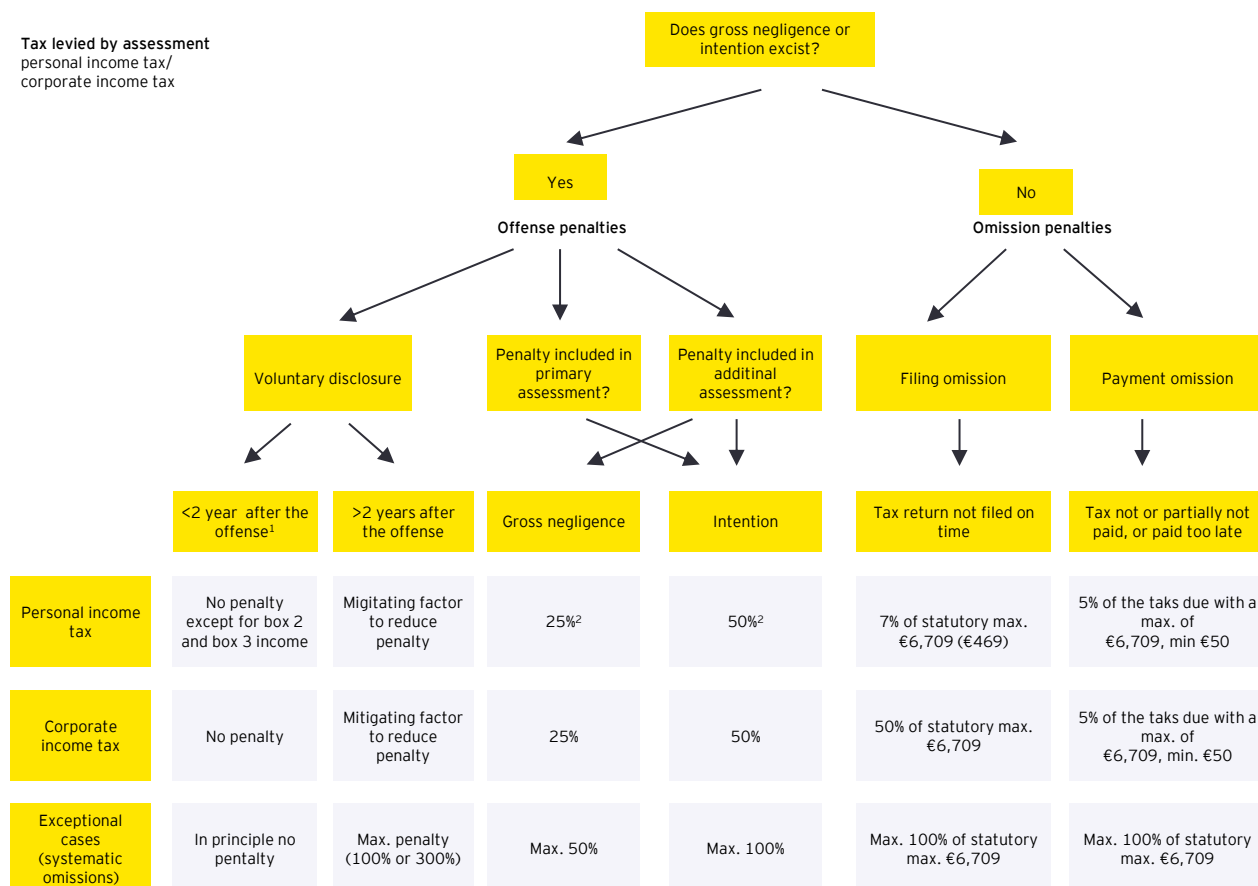 Tax levied by assessment
personal income tax/
corporate income tax
Does gross negligence or
intention excist?
Yes
No
Offense penalties
Omission penalties
Voluntary disclosure
Penalty included in
primary
assessment?
Penalty included in
additinal
assessment?
Filing omission
Payment omission
<2 year after the
offense¹
>2 years after
the offense
Gross negligence
Intention
Tax return not filed on
time
Tax not or partially not
paid, or paid too late
Personal income
tax
No penalty
except for box 2
and box 3 income
Migitating factor
to reduce
penalty
25%²
50%²
7% of statutory max.
€6,709 (€469)
5% of the taks due with a
max. of
€6,709, min €50
Corporate
income tax
No penalty
Mitigating factor
to reduce
penalty
25%
50%
50% of statutory max.
€6,709
5% of the taks due with a
max. of
€6,709, min. €50
Exceptional
cases
(systematic
omissions)
In principle no
pentalty
Max. penalty
(100% or 300%)
Max. 50%
Max. 100%
Max. 100% of statutory
max. €6,709
Max. 100% of statutory
max. €6,709